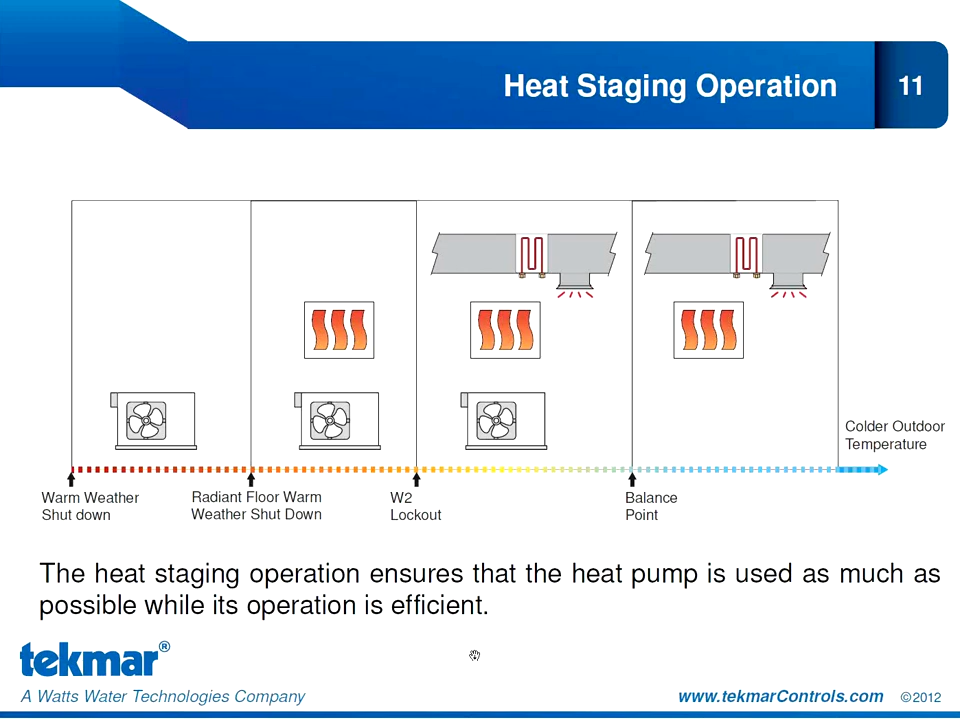 Heat Staging Operation
11
Colder Outdoor
Temperature
Warm Weather
Shut down
Radiant Floor Warm
Weather Shut Down
W2
Lockout
Balance
Point
The heat staging operation ensures that the heat pump is used as much as
possible while its operation is efficient.
tekmar®
A Watts Water Technologies Company
www.tekmarControls.com ©2012